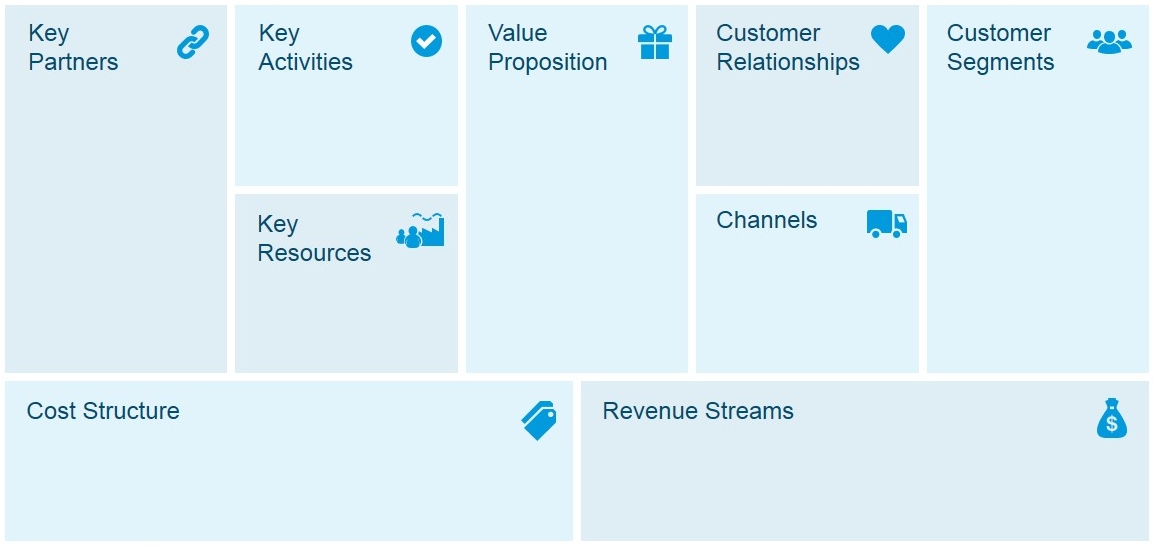 Key
Partners
Key
Activities
Key
Resources
Value
Proposition
Customer
Relationships
Channels
Customer
Segments
Cost Structure
Revenue Streams
$